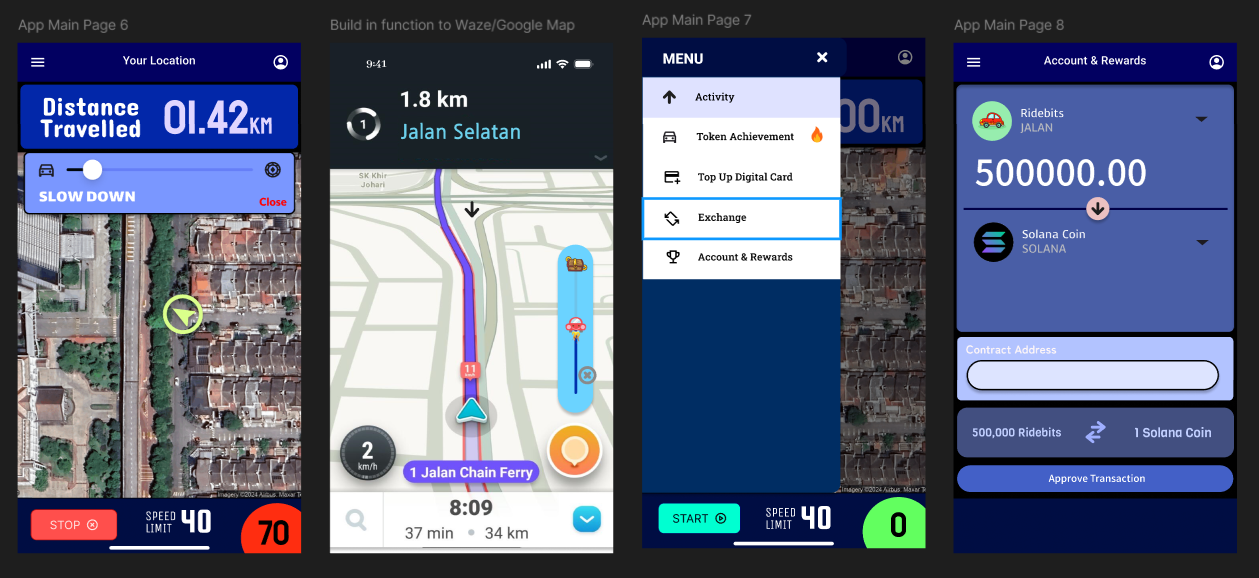 App Main Page 6
Your Location
Distance
Travelled
01.42KM
SLOW DOWN
Close
Imagery ©2024 Airbus, Maxar Te
STOP
SPEED
LIMIT
40
70
Build in function to Waze/Google Map
9:41
1
1.8 km
Jalan Selatan
SK Khir
Johari
11
2
km/h
1 Jalan Chain Ferry
8:09
37 min
34 km
App Main Page 7
MENU
Activity
Token Achievement
Top Up Digital Card
Exchange
Account & Rewards
00KM
Imagery ©2024 Airbus, Maxar Te
START
SPEED
LIMIT
40
0
App Main Page 8
Account & Rewards
Ridebits
JALAN
500000.00
Solana Coin
SOLANA
Contract Address
500,000 Ridebits
1 Solana Coin
Approve Transaction